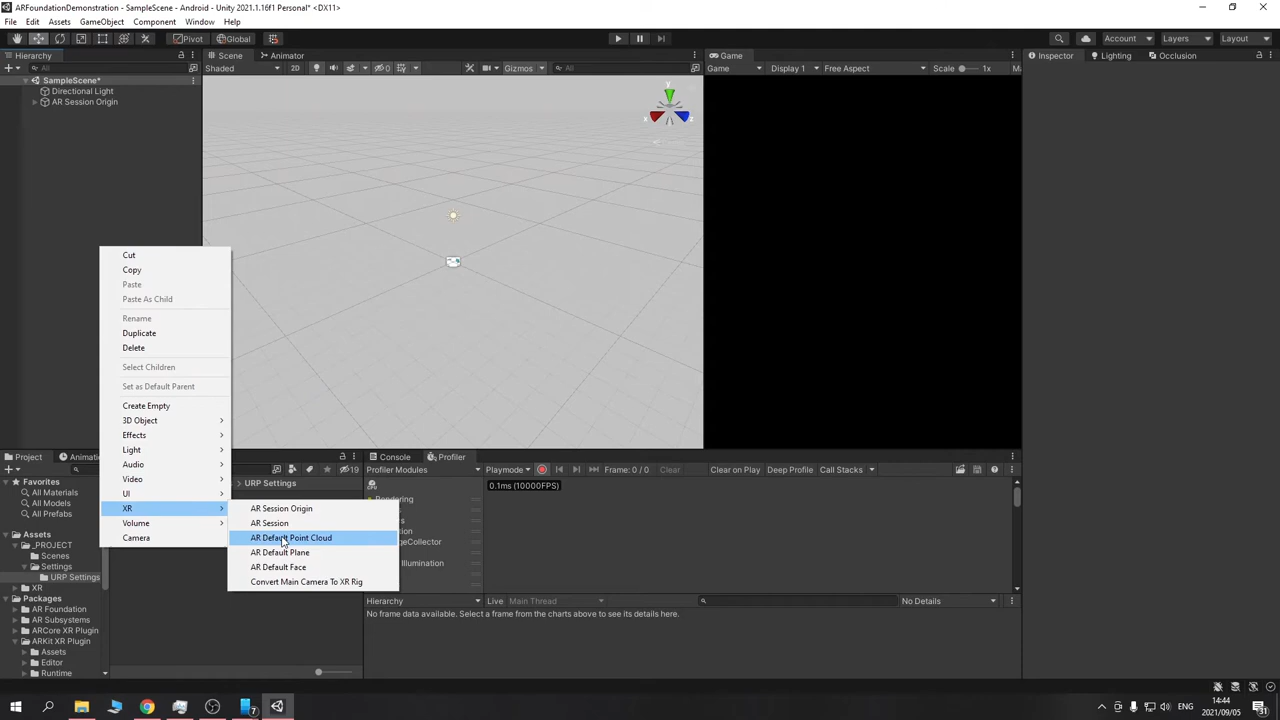 ARFoundationDemonstration - SampleScene - Android - Unity 2021.1.16f1 Personal* <DX11>
File Edit Assets GameObject Component Window Help
Pivot Global Account Layers Layout
Hierarchy Scene Animator Game Inspector Lighting Occlusion
All Shaded 2D 0 Gizmos All Game Display 1 Free Aspect Scale 1x
SampleScene*
Directional Light
AR Session Origin
y
x z
Cut
Copy
Paste
Paste As Child
Rename
Duplicate
Delete
Select Children
Set as Default Parent
Create Empty
3D Object
Effects
Light
Audio
Video
UI
XR
Volume
Camera
AR Session Origin
AR Session
AR Default Point Cloud
AR Default Plane
AR Default Face
Convert Main Camera To XR Rig
Project Animati
19
Favorites
All Materials
All Models
All Prefabs
Assets
_PROJECT
Scenes
Settings
URP Settings
XR
Packages
AR Foundation
AR Subsystems
ARCore XR Plugin
ARKit XR Plugin
Assets
Editor
Runtime
URP Settings
Console Profiler
Profiler Modules Playmode Frame: 0 / 0 Clear Clear on Play Deep Profile Call Stacks
CPU 0.1ms (10000FPS)
Rendering
Illumination
Hierarchy Live Main Thread No Details
No frame data available. Select a frame from the charts above to see its details here.
7
ENG
14:44
2021/09/05